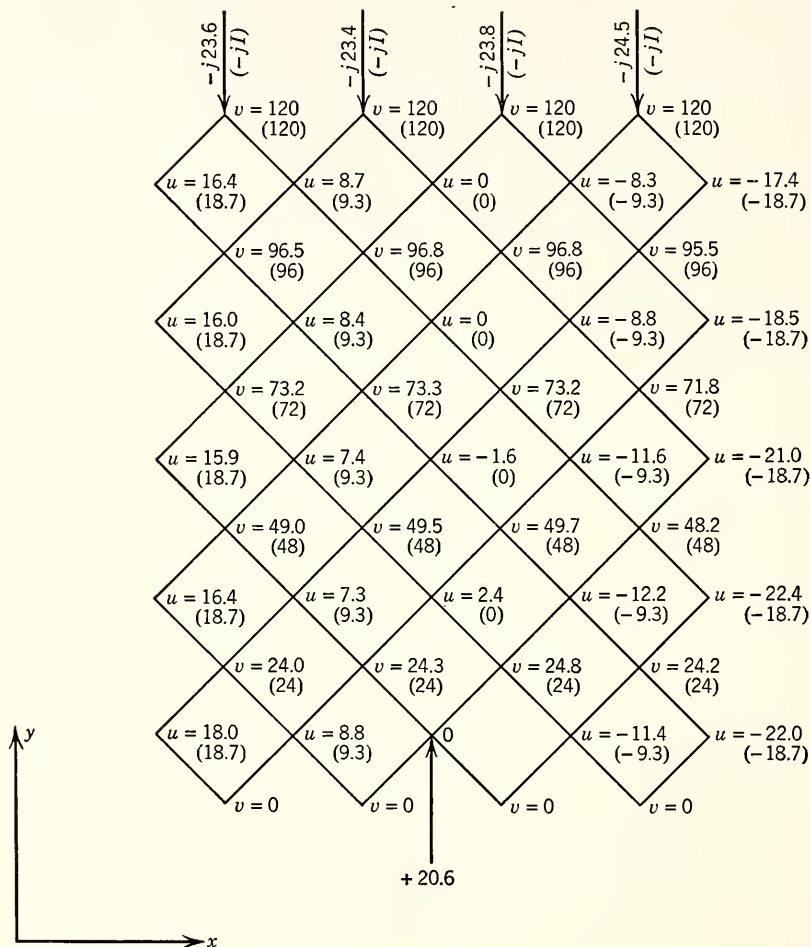 −j23.6 −j23.4 −j23.8 −j24.5
(−jI) (−jI) (−jI) (−jI)
v = 120 v = 120 v = 120 v = 120
(120) (120) (120) (120)
u = 16.4 u = 8.7 u = 0 u = −8.3 u = −17.4
(18.7) (9.3) (0) (−9.3) (−18.7)
v = 96.5 v = 96.8 v = 96.8 v = 95.5
(96) (96) (96) (96)
u = 16.0 u = 8.4 u = 0 u = −8.8 u = −18.5
(18.7) (9.3) (0) (−9.3) (−18.7)
v = 73.2 v = 73.3 v = 73.2 v = 71.8
(72) (72) (72) (72)
u = 15.9 u = 7.4 u = −1.6 u = −11.6 u = −21.0
(18.7) (9.3) (0) (−9.3) (−18.7)
v = 49.0 v = 49.5 v = 49.7 v = 48.2
(48) (48) (48) (48)
u = 16.4 u = 7.3 u = 2.4 u = −12.2 u = −22.4
(18.7) (9.3) (0) (−9.3) (−18.7)
v = 24.0 v = 24.3 v = 24.8 v = 24.2
(24) (24) (24) (24)
y u = 18.0 u = 8.8 0 u = −11.4 u = −22.0
(18.7) (9.3) (−9.3) (−18.7)
v = 0 v = 0 v = 0 v = 0
+ 20.6
x